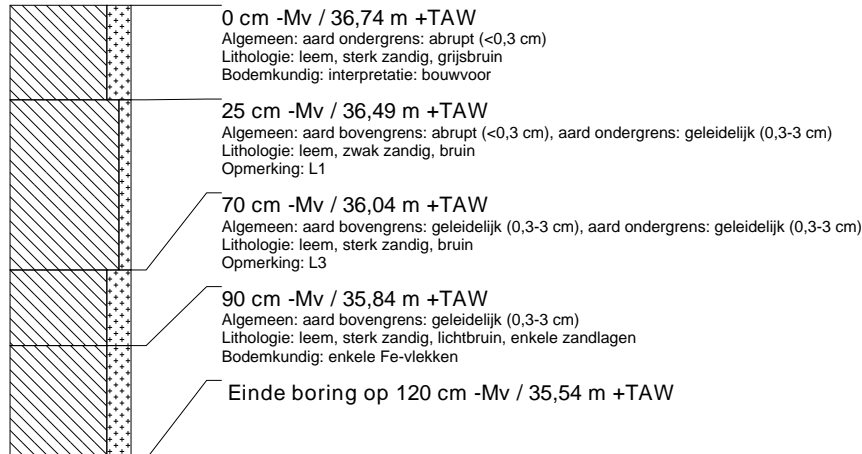 0 cm -Mv / 36,74 m +TAW
Algemeen: aard ondergrens: abrupt (<0,3 cm)
Lithologie: leem, sterk zandig, grijsbruin
Bodemkundig: interpretatie: bouwvoor
25 cm -Mv / 36,49 m +TAW
Algemeen: aard bovengrens: abrupt (<0,3 cm), aard ondergrens: geleidelijk (0,3-3 cm)
Lithologie: leem, zwak zandig, bruin
Opmerking: L1
70 cm -Mv / 36,04 m +TAW
Algemeen: aard bovengrens: geleidelijk (0,3-3 cm), aard ondergrens: geleidelijk (0,3-3 cm)
Lithologie: leem, sterk zandig, bruin
Opmerking: L3
90 cm -Mv / 35,84 m +TAW
Algemeen: aard bovengrens: geleidelijk (0,3-3 cm)
Lithologie: leem, sterk zandig, lichtbruin, enkele zandlagen
Bodemkundig: enkele Fe-vlekken
Einde boring op 120 cm -Mv / 35,54 m +TAW